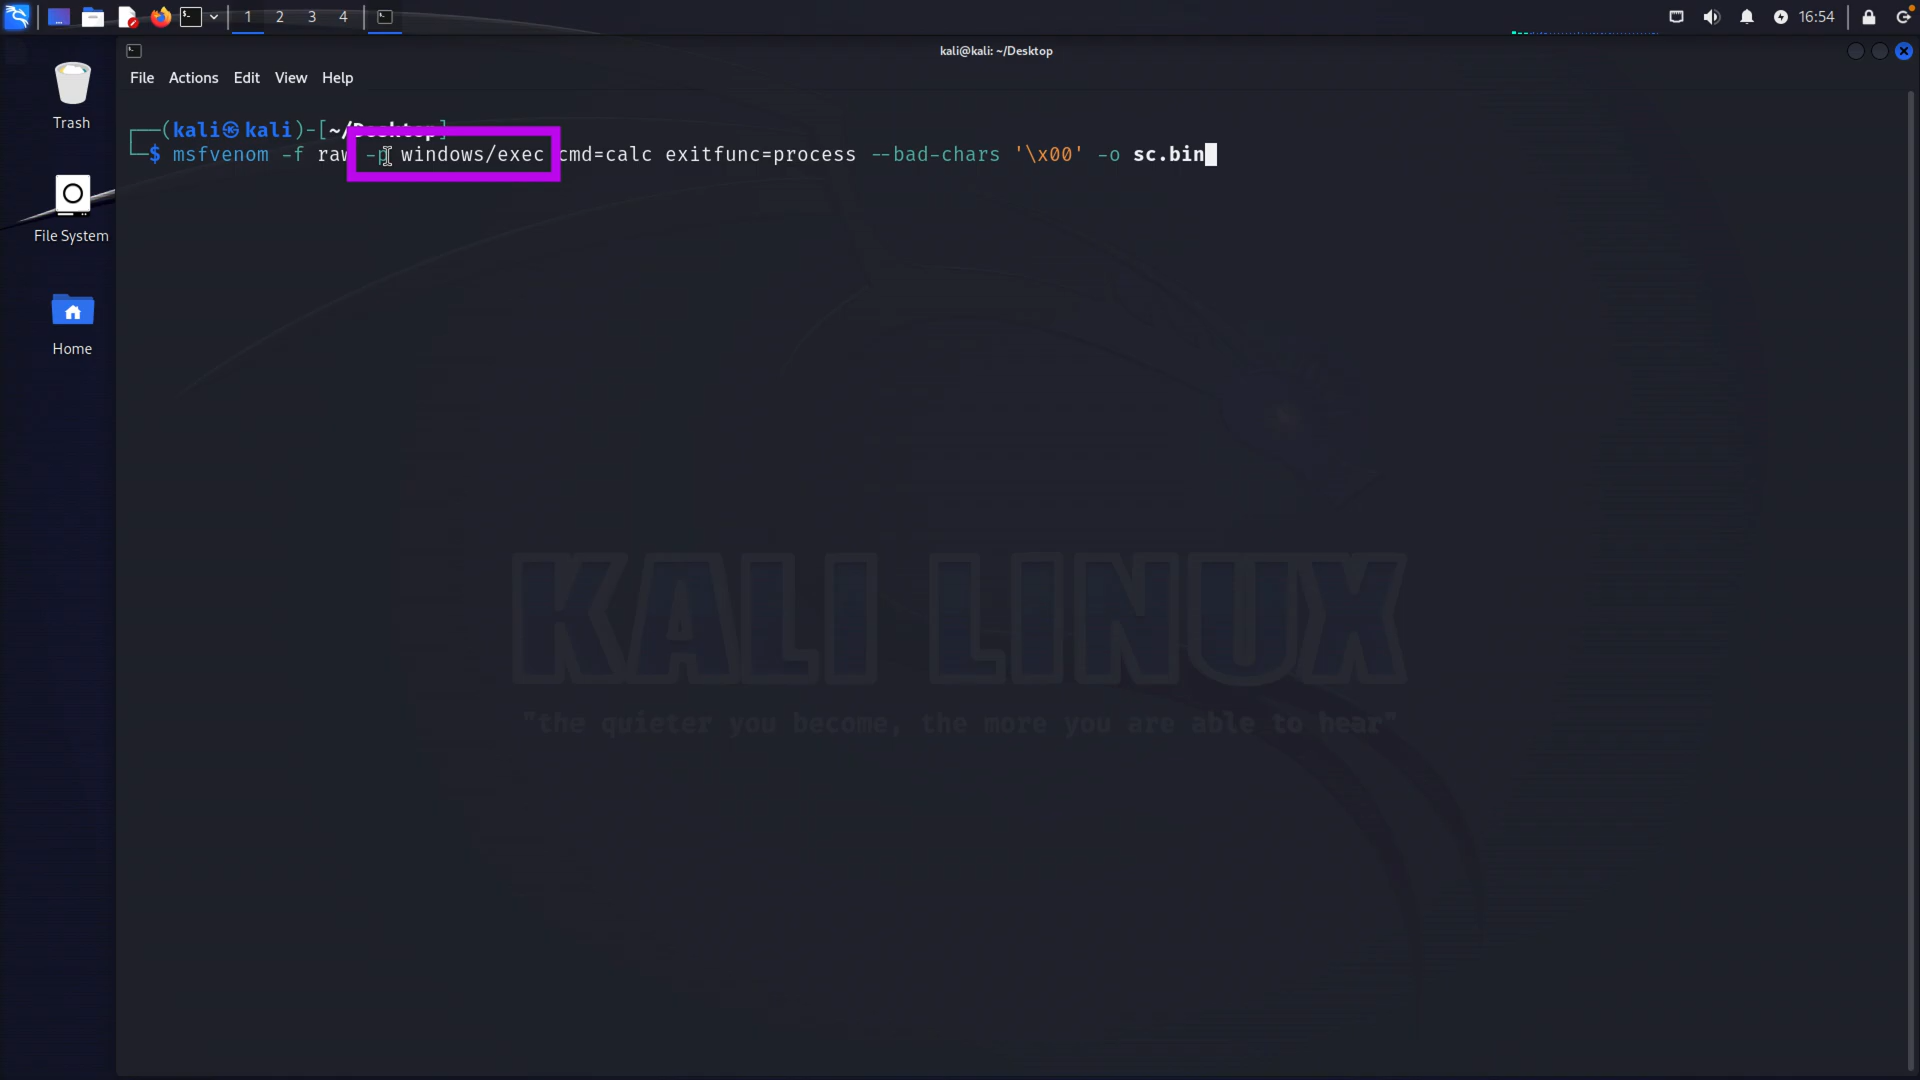 1 2 3 4 16:54
kali@kali: ~/Desktop
File Actions Edit View Help
Trash
File System
Home
┌──(kali㉿kali)-[~/Desktop]
└─$ msfvenom -f raw -p windows/exec cmd=calc exitfunc=process --bad-chars '\x00' -o sc.bin
KALI LINUX
"the quieter you become, the more you are able to hear"